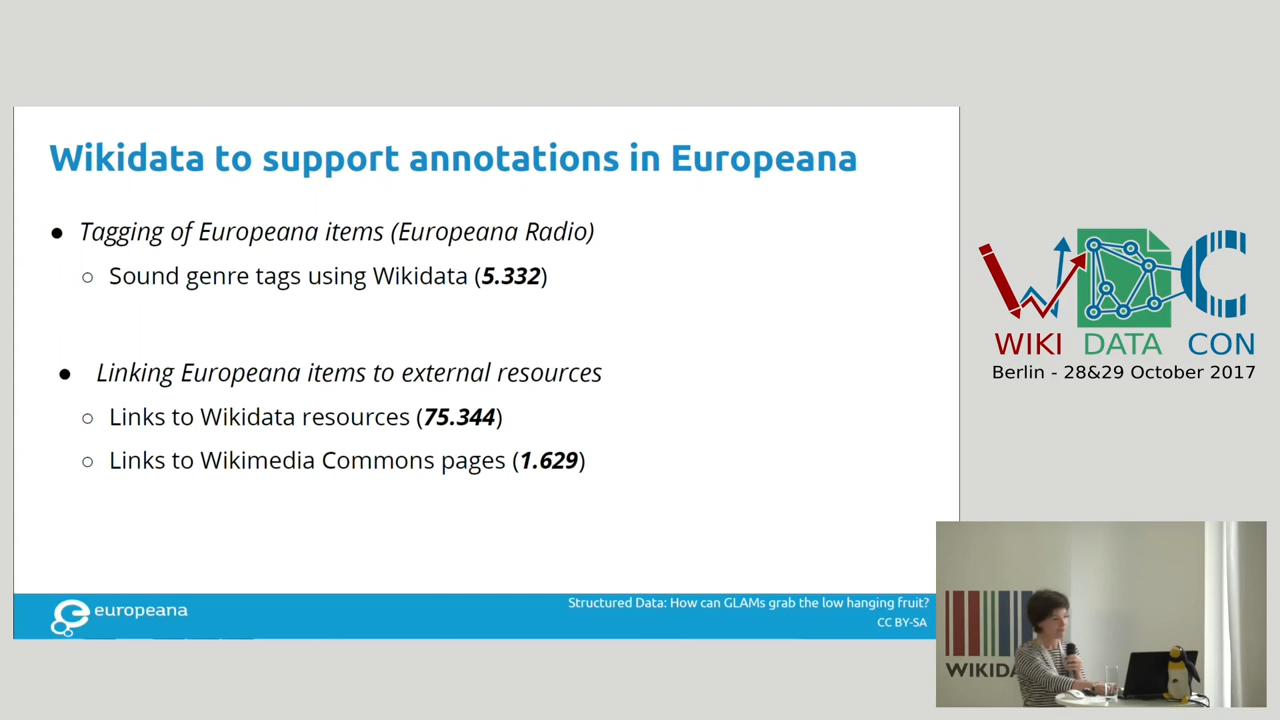 Wikidata to support annotations in Europeana
● Tagging of Europeana items (Europeana Radio)
○ Sound genre tags using Wikidata (5.332)
● Linking Europeana items to external resources
○ Links to Wikidata resources (75.344)
○ Links to Wikimedia Commons pages (1.629)
europeana
Structured Data: How can GLAMs grab the low hanging fruit?
CC BY-SA
WDC
WIKI DATA CON
Berlin - 28&29 October 2017
WIKIDA